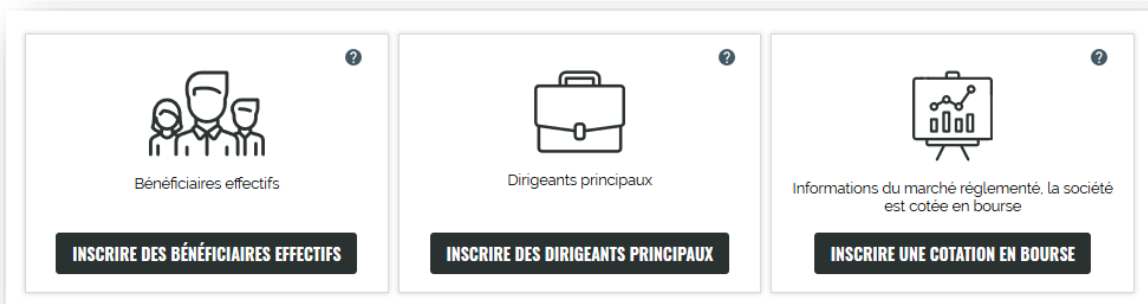 ?
Bénéficiaires effectifs
INSCRIRE DES BÉNÉFICIAIRES EFFECTIFS
?
Dirigeants principaux
INSCRIRE DES DIRIGEANTS PRINCIPAUX
?
Informations du marché réglementé, la société
est cotée en bourse
INSCRIRE UNE COTATION EN BOURSE